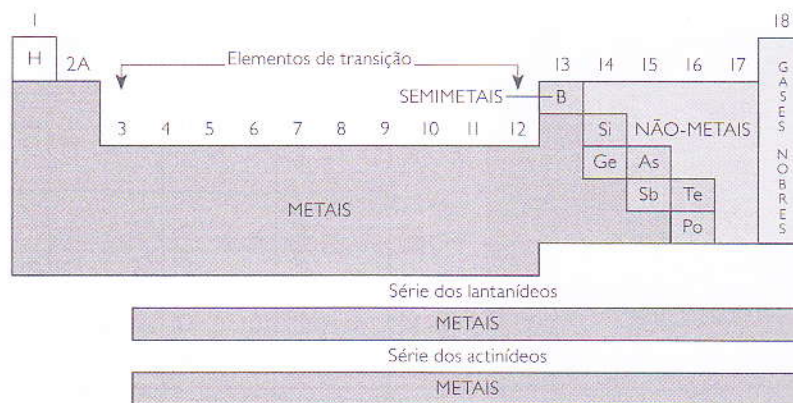 1 18
H 2A Elementos de transição 13 14 15 16 17
SEMIMETAIS B
3 4 5 6 7 8 9 10 11 12 Si NÃO-METAIS
Ge As
METAIS Sb Te
Po
GASES NOBRES
Série dos lantanídeos
METAIS
Série dos actinídeos
METAIS